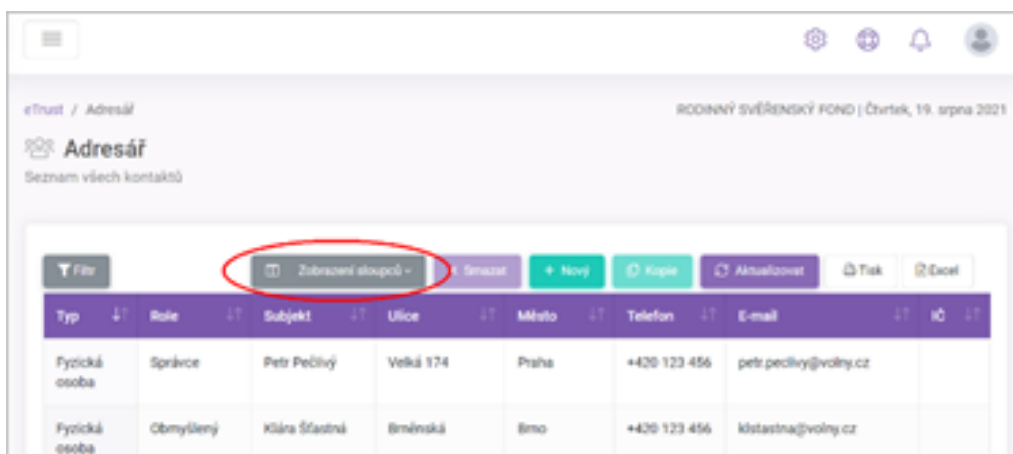 eTrust / Adresář
RODINNÝ SVĚŘENSKÝ FOND | Čtvrtek, 19. srpna 2021
Adresář
Seznam všech kontaktů
Filtr Zobrazení sloupců Smazat + Nový Kopie Aktualizovat Tisk Excel
Typ Role Subjekt Ulice Město Telefon E-mail IČ
Fyzická osoba Správce Petr Pečlivý Velká 174 Praha +420 123 456 petr.peclivy@volny.cz
Fyzická osoba Obmyšlený Klára Šťastná Brněnská Brno +420 123 456 klstastna@volny.cz